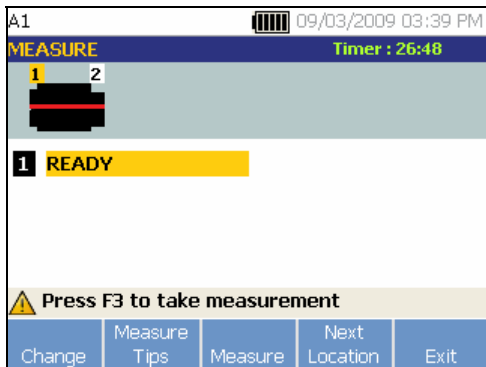 A1 09/03/2009 03:39 PM
MEASURE Timer : 26:48
1 2
1 READY
Press F3 to take measurement
Change Measure Tips Measure Next Location Exit